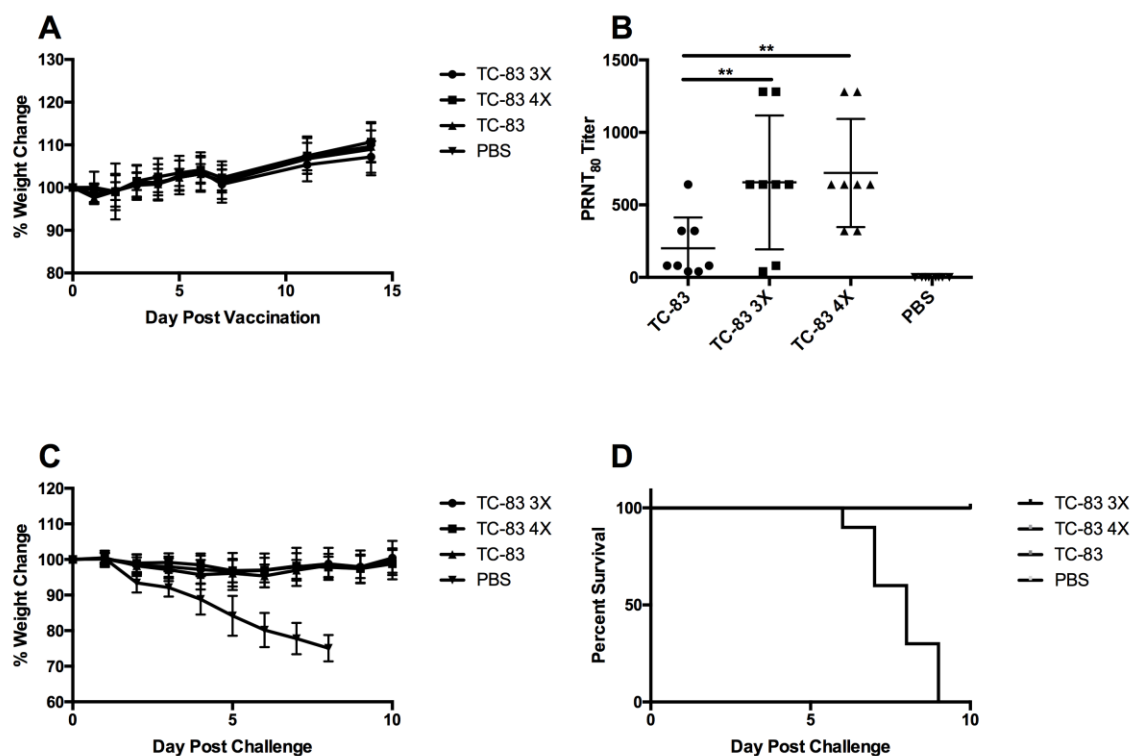 A
% Weight Change
130
120
110
100
90
80
0
5
10
15
Day Post Vaccination
TC-83 3X
TC-83 4X
TC-83
PBS
B
PRNT80 Titer
1500
1000
500
0
**
**
TC-83
TC-83 3X
TC-83 4X
PBS
C
% Weight Change
120
110
100
90
80
70
60
0
5
10
Day Post Challenge
TC-83 3X
TC-83 4X
TC-83
PBS
D
Percent Survival
100
50
0
0
5
10
Day Post Challenge
TC-83 3X
TC-83 4X
TC-83
PBS